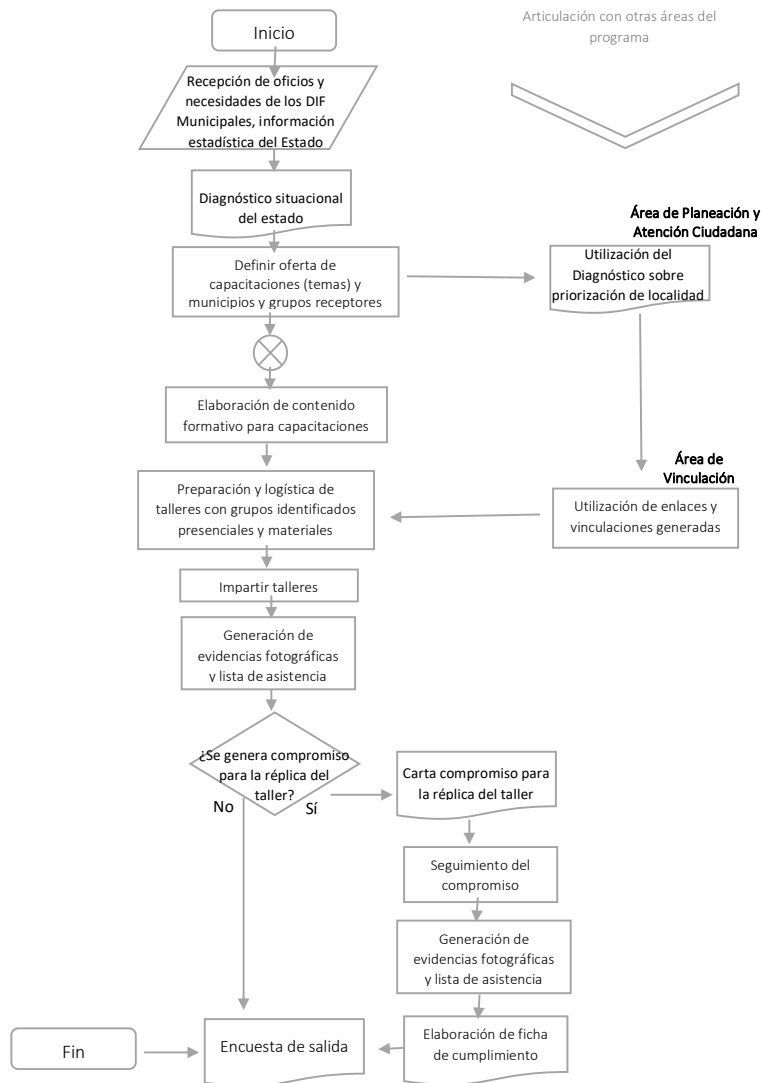 Inicio
Articulación con otras áreas del
programa
Recepción de oficios y
necesidades de los DIF
Municipales, información
estadística del Estado
Diagnóstico situacional
del estado
Área de Planeación y
Atención Ciudadana
Definir oferta de
capacitaciones (temas) y
municipios y grupos receptores
Utilización del
Diagnóstico sobre
priorización de localidad
Elaboración de contenido
formativo para capacitaciones
Área de
Vinculación
Preparación y logística de
talleres con grupos identificados
presenciales y materiales
Utilización de enlaces y
vinculaciones generadas
Impartir talleres
Generación de
evidencias fotográficas
y lista de asistencia
¿Se genera compromiso
para la réplica del
taller?
No
Sí
Carta compromiso para
la réplica del taller
Seguimiento del
compromiso
Generación de
evidencias fotográficas
y lista de asistencia
Elaboración de ficha
de cumplimiento
Encuesta de salida
Fin